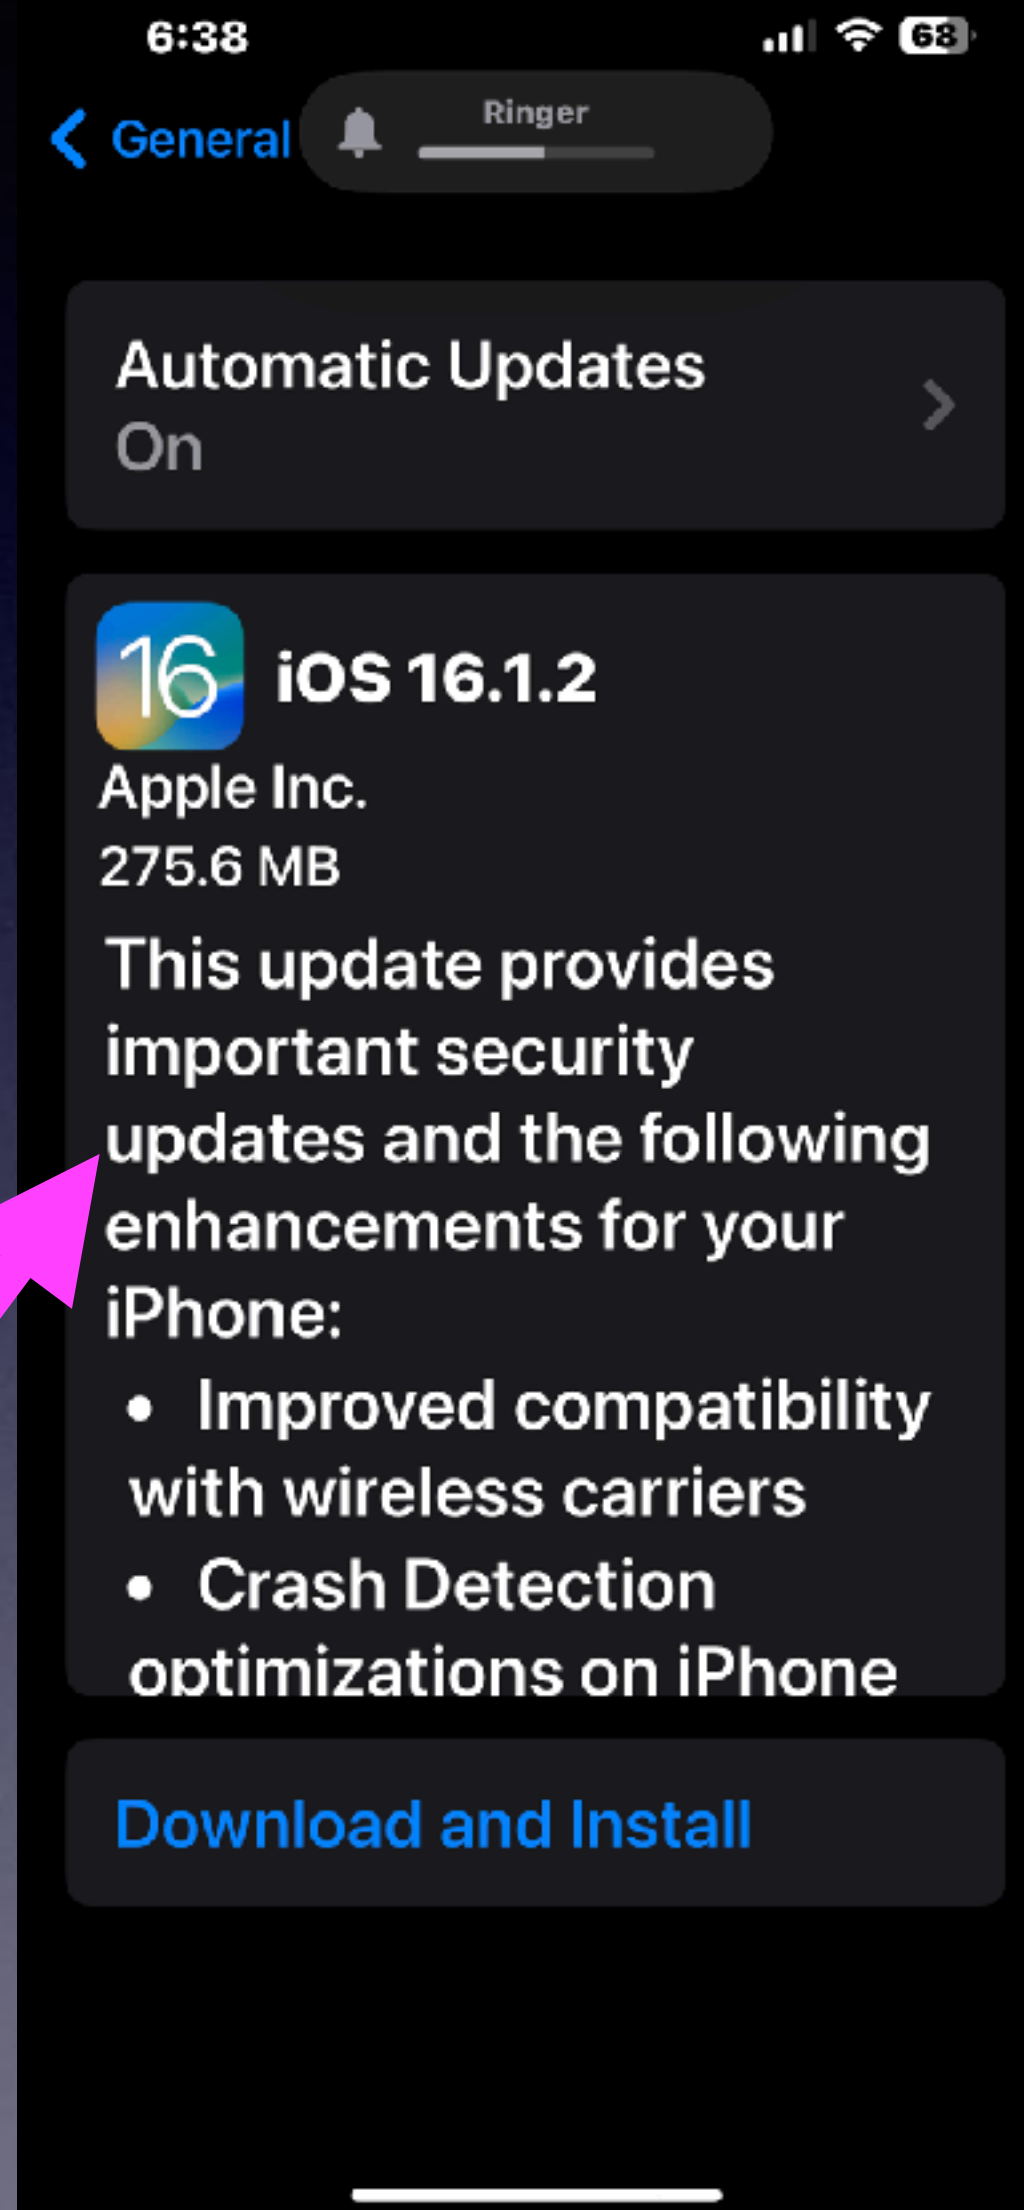 6:38
68
General
Ringer
Automatic Updates
On
16
iOS 16.1.2
Apple Inc.
275.6 MB
This update provides
important security
updates and the following
enhancements for your
iPhone:
• Improved compatibility
with wireless carriers
• Crash Detection
optimizations on iPhone
Download and Install